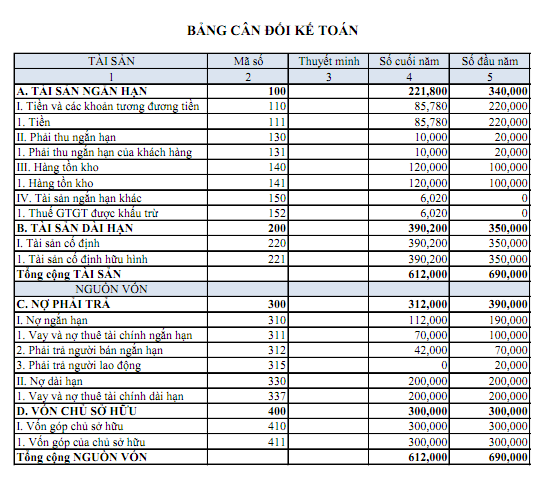 BẢNG CÂN ĐỐI KẾ TOÁN
TÀI SẢN Mã số Thuyết minh Số cuối năm Số đầu năm
1 2 3 4 5
A. TÀI SẢN NGẮN HẠN 100 221,800 340,000
I. Tiền và các khoản tương đương tiền 110 85,780 220,000
1. Tiền 111 85,780 220,000
II. Phải thu ngắn hạn 130 10,000 20,000
1. Phải thu ngắn hạn của khách hàng 131 10,000 20,000
III. Hàng tồn kho 140 120,000 100,000
1. Hàng tồn kho 141 120,000 100,000
IV. Tài sản ngắn hạn khác 150 6,020 0
1. Thuế GTGT được khấu trừ 152 6,020 0
B. TÀI SẢN DÀI HẠN 200 390,200 350,000
I. Tài sản cố định 220 390,200 350,000
1. Tài sản cố định hữu hình 221 390,200 350,000
Tổng cộng TÀI SẢN 612,000 690,000
NGUỒN VỐN
C. NỢ PHẢI TRẢ 300 312,000 390,000
I. Nợ ngắn hạn 310 112,000 190,000
1. Vay và nợ thuê tài chính ngắn hạn 311 70,000 100,000
2. Phải trả người bán ngắn hạn 312 42,000 70,000
3. Phải trả người lao động 315 0 20,000
II. Nợ dài hạn 330 200,000 200,000
1. Vay và nợ thuê tài chính dài hạn 337 200,000 200,000
D. VỐN CHỦ SỞ HỮU 400 300,000 300,000
I. Vốn góp chủ sở hữu 410 300,000 300,000
1. Vốn góp của chủ sở hữu 411 300,000 300,000
Tổng cộng NGUỒN VỐN 612,000 690,000